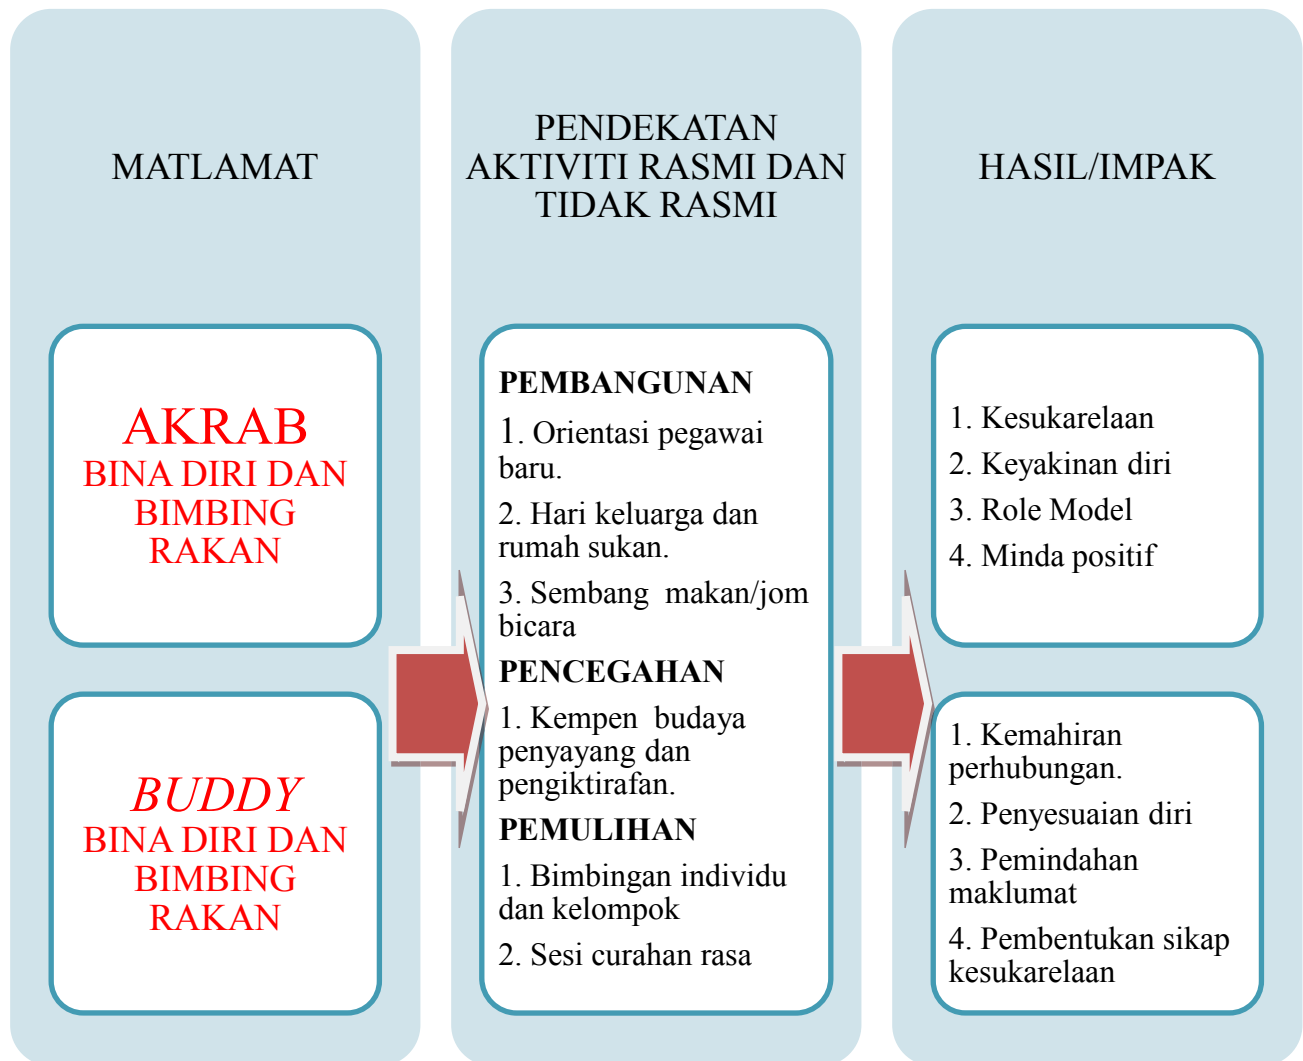 MATLAMAT
AKRAB
BINA DIRI DAN
BIMBING
RAKAN
BUDDY
BINA DIRI DAN
BIMBING
RAKAN
PENDEKATAN
AKTIVITI RASMI DAN
TIDAK RASMI
PEMBANGUNAN
1. Orientasi pegawai
baru.
2. Hari keluarga dan
rumah sukan.
3. Sembang makan/jom
bicara
PENCEGAHAN
1. Kempen budaya
penyayang dan
pengiktirafan.
PEMULIHAN
1. Bimbingan individu
dan kelompok
2. Sesi curahan rasa
HASIL/IMPAK
1. Kesukarelaan
2. Keyakinan diri
3. Role Model
4. Minda positif
1. Kemahiran
perhubungan.
2. Penyesuaian diri
3. Pemindahan
maklumat
4. Pembentukan sikap
kesukarelaan